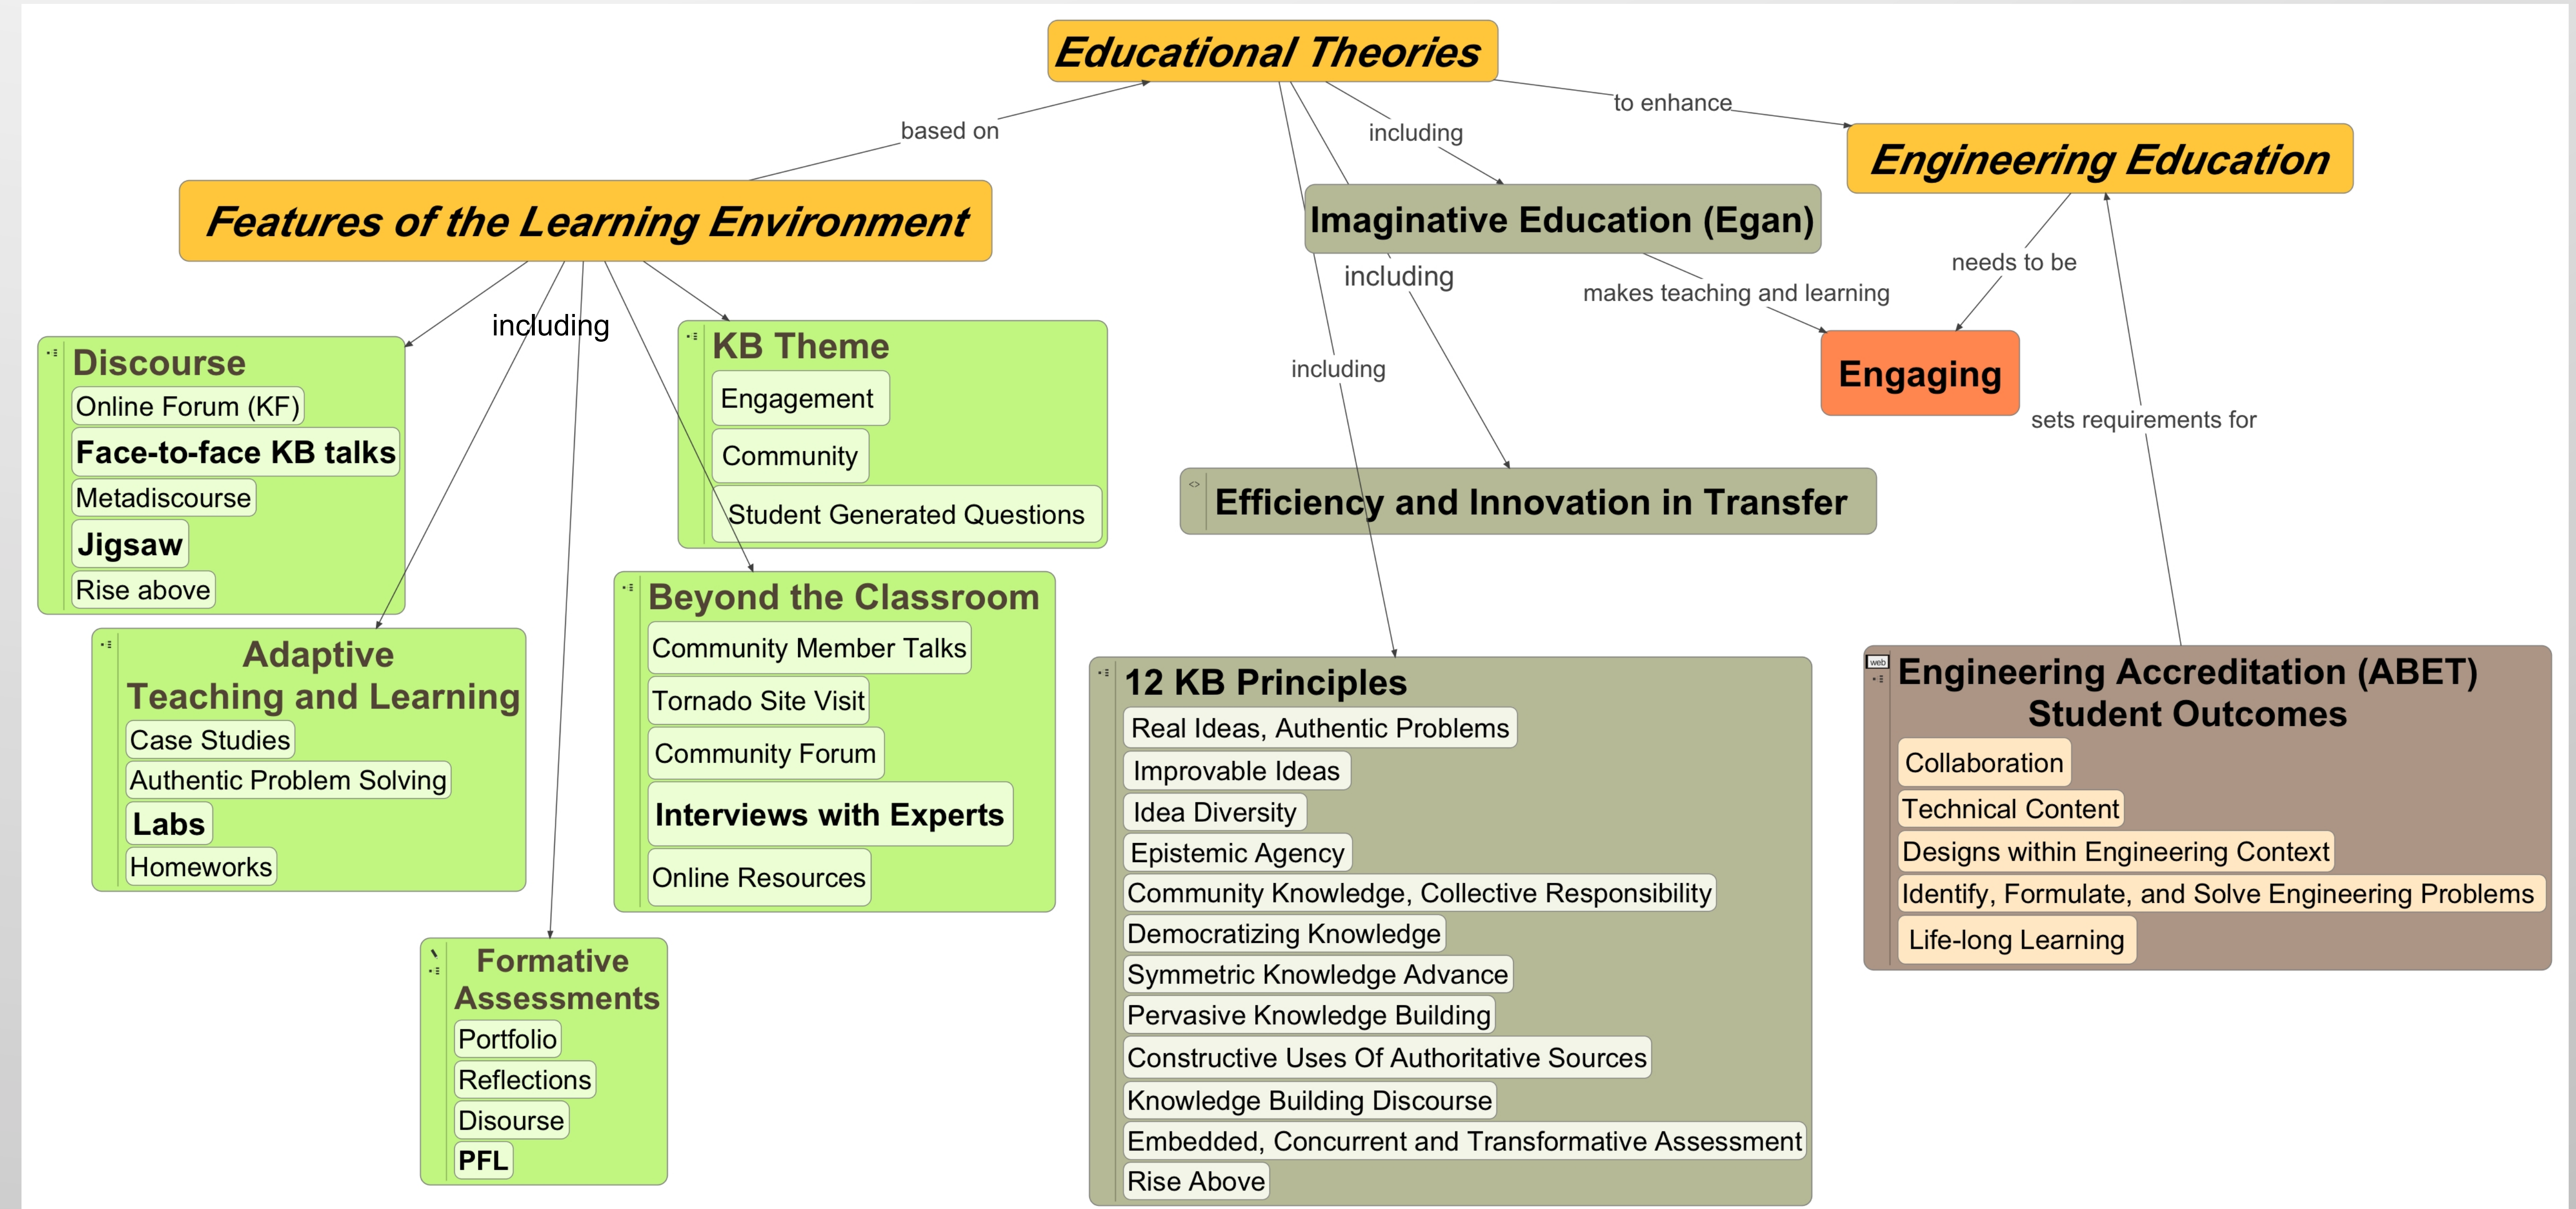 Educational Theories
to enhance
based on
including
Engineering Education
Features of the Learning Environment
Imaginative Education (Egan)
needs to be
including
makes teaching and learning
including
including
Engaging
sets requirements for
Discourse
Online Forum (KF)
Face-to-face KB talks
Metadiscourse
Jigsaw
Rise above
KB Theme
Engagement
Community
Student Generated Questions
Efficiency and Innovation in Transfer
Adaptive
Teaching and Learning
Case Studies
Authentic Problem Solving
Labs
Homeworks
Beyond the Classroom
Community Member Talks
Tornado Site Visit
Community Forum
Interviews with Experts
Online Resources
Formative
Assessments
Portfolio
Reflections
Disourse
PFL
12 KB Principles
Real Ideas, Authentic Problems
Improvable Ideas
Idea Diversity
Epistemic Agency
Community Knowledge, Collective Responsibility
Democratizing Knowledge
Symmetric Knowledge Advance
Pervasive Knowledge Building
Constructive Uses Of Authoritative Sources
Knowledge Building Discourse
Embedded, Concurrent and Transformative Assessment
Rise Above
web
Engineering Accreditation (ABET)
Student Outcomes
Collaboration
Technical Content
Designs within Engineering Context
Identify, Formulate, and Solve Engineering Problems
Life-long Learning